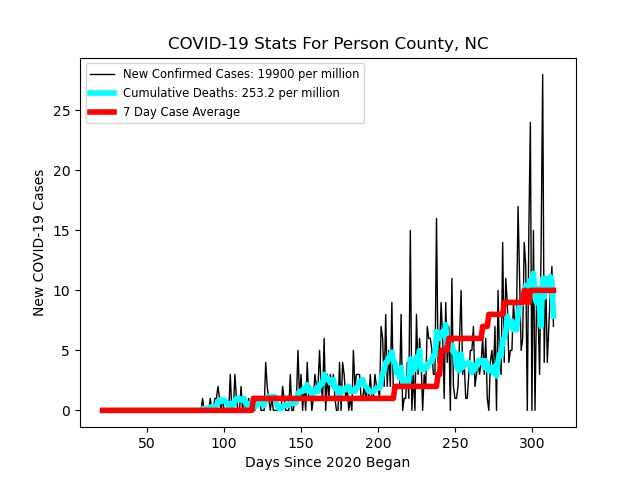 COVID-19 Stats For Person County, NC
New Confirmed Cases: 19900 per million
Cumulative Deaths: 253.2 per million
7 Day Case Average
New COVID-19 Cases
25
20
15
10
5
0
50 100 150 200 250 300
Days Since 2020 Began